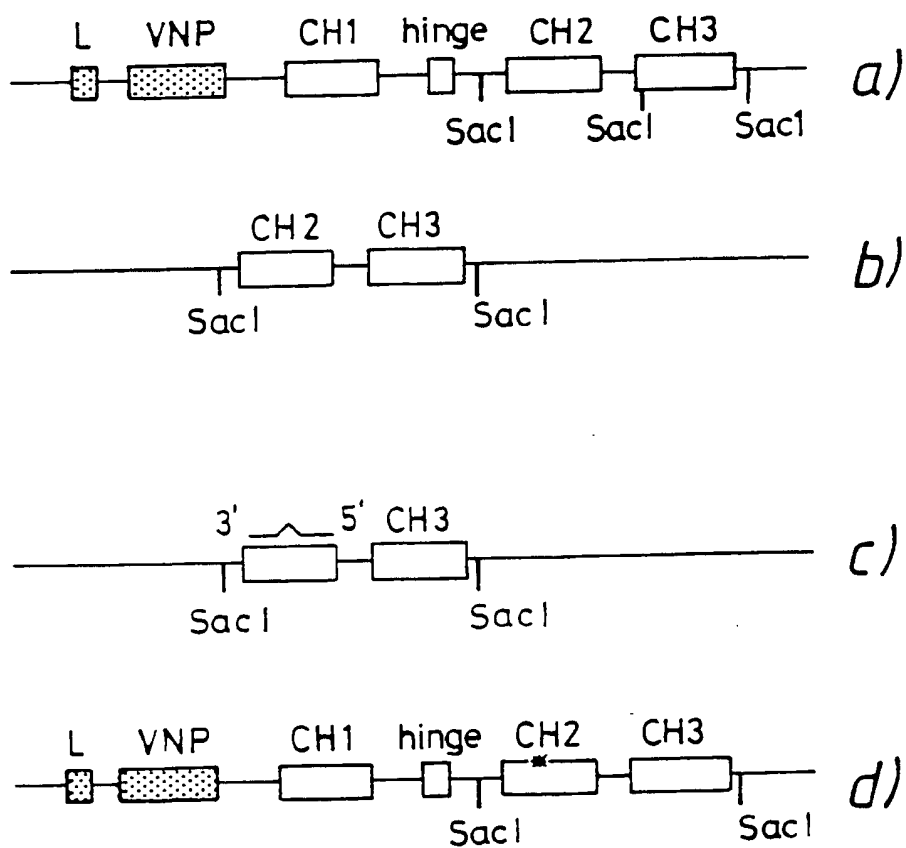 L VNP CH1 hinge CH2 CH3
a)
SacI SacI Sac1
CH2 CH3
b)
SacI SacI
3' 5' CH3
c)
SacI SacI
L VNP CH1 hinge CH2 CH3
d)
SacI SacI